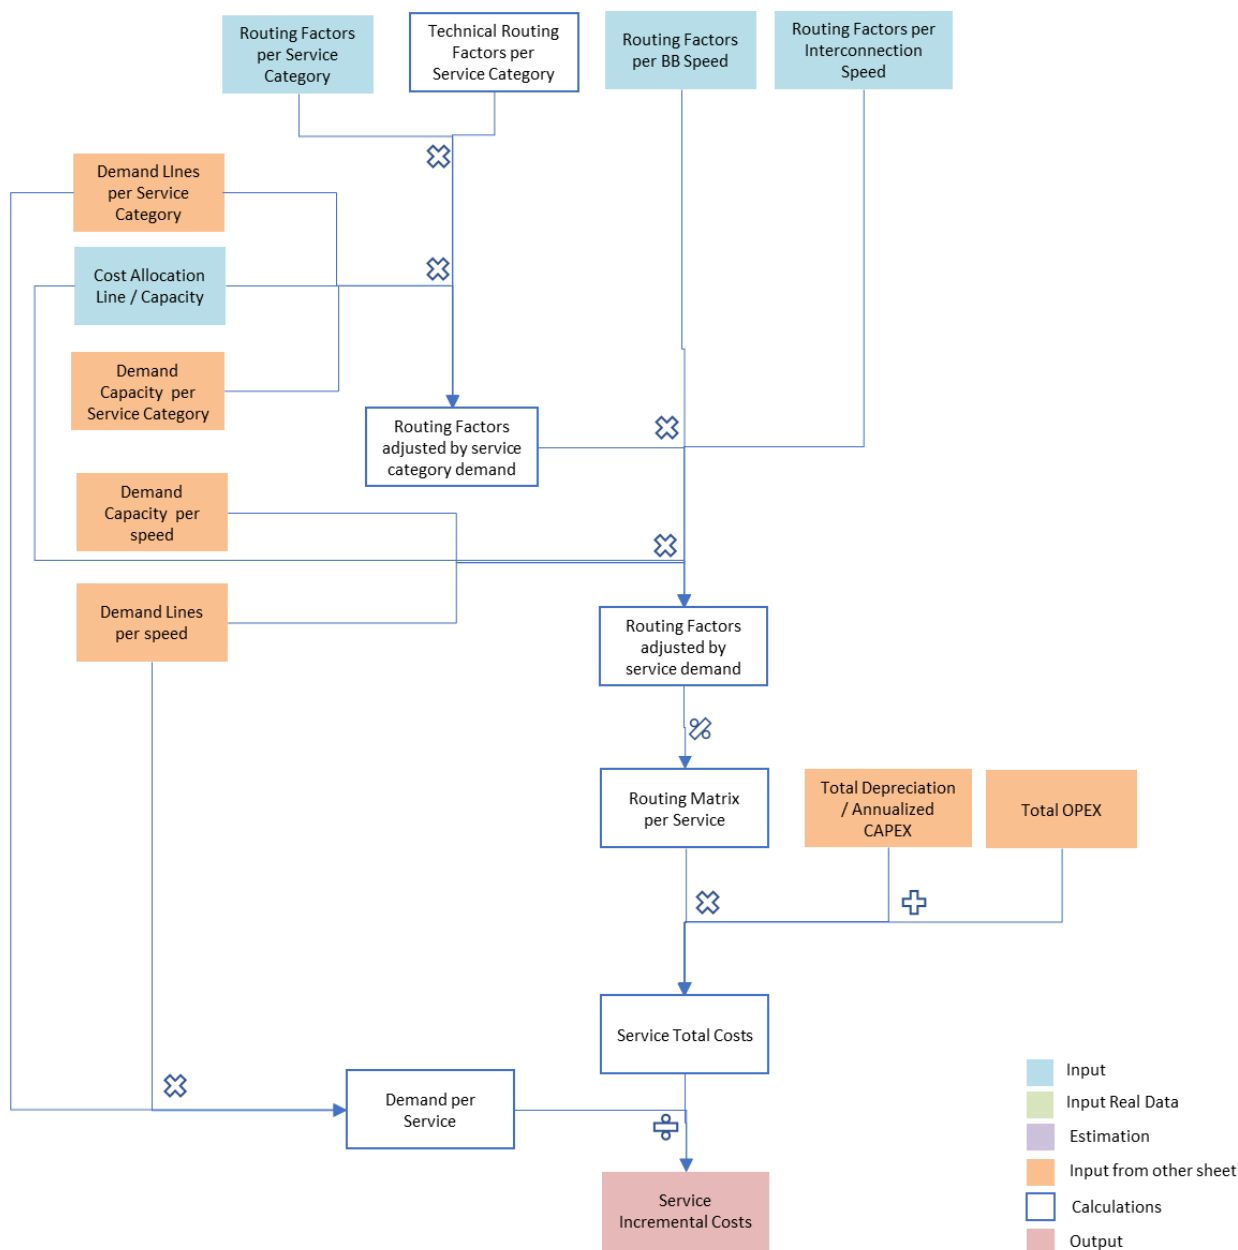 Routing Factors
per Service
Category
Technical Routing
Factors per
Service Category
Routing Factors
per BB Speed
Routing Factors per
Interconnection
Speed
Demand LInes
per Service
Category
Cost Allocation
Line / Capacity
Demand
Capacity per
Service Category
Routing Factors
adjusted by service
category demand
Demand
Capacity per
speed
Demand Lines
per speed
Routing Factors
adjusted by
service demand
Routing Matrix
per Service
Total Depreciation
/ Annualized
CAPEX
Total OPEX
Service Total Costs
Demand per
Service
Service
Incremental Costs
Input
Input Real Data
Estimation
Input from other sheet
Calculations
Output